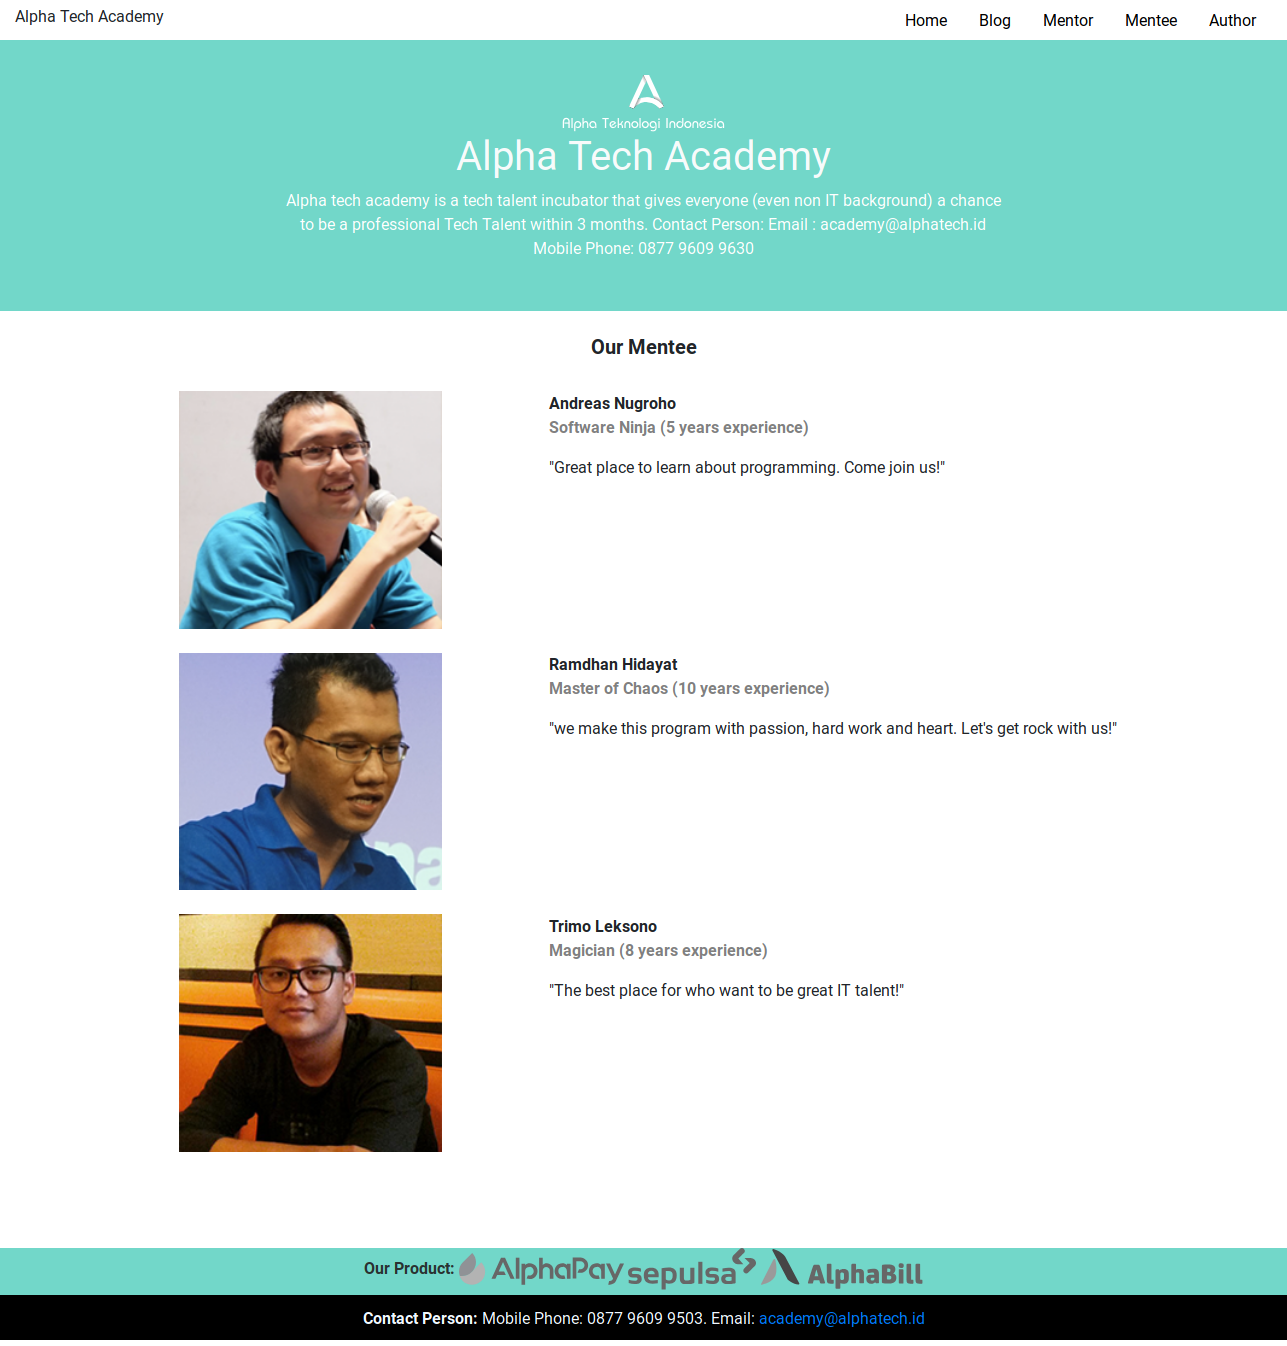 Alpha Tech Academy
Home Blog Mentor Mentee Author
Alpha Teknologi Indonesia
Alpha Tech Academy
Alpha tech academy is a tech talent incubator that gives everyone (even non IT background) a chance
to be a professional Tech Talent within 3 months. Contact Person: Email : academy@alphatech.id
Mobile Phone: 0877 9609 9630
Our Mentee
Andreas Nugroho
Software Ninja (5 years experience)
"Great place to learn about programming. Come join us!"
Ramdhan Hidayat
Master of Chaos (10 years experience)
"we make this program with passion, hard work and heart. Let's get rock with us!"
na
Trimo Leksono
Magician (8 years experience)
"The best place for who want to be great IT talent!"
Our Product: AlphaPay sepulsa AlphaBill
Contact Person: Mobile Phone: 0877 9609 9503. Email: academy@alphatech.id